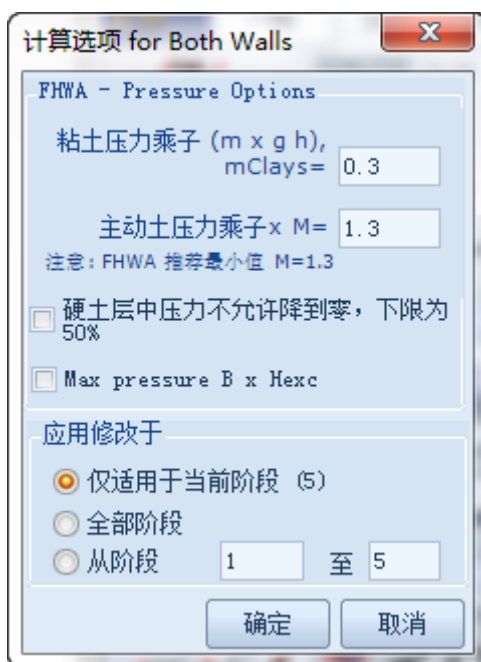 计算选项 for Both Walls
FHWA - Pressure Options
粘土压力乘子 (m x g h),
mClays= 0.3
主动土压力乘子x M= 1.3
注意: FHWA 推荐最小值 M=1.3
硬土层中压力不允许降到零，下限为
50%
Max pressure B x Hexc
应用修改于
仅适用于当前阶段 (5)
全部阶段
从阶段 1 至 5
确定 取消